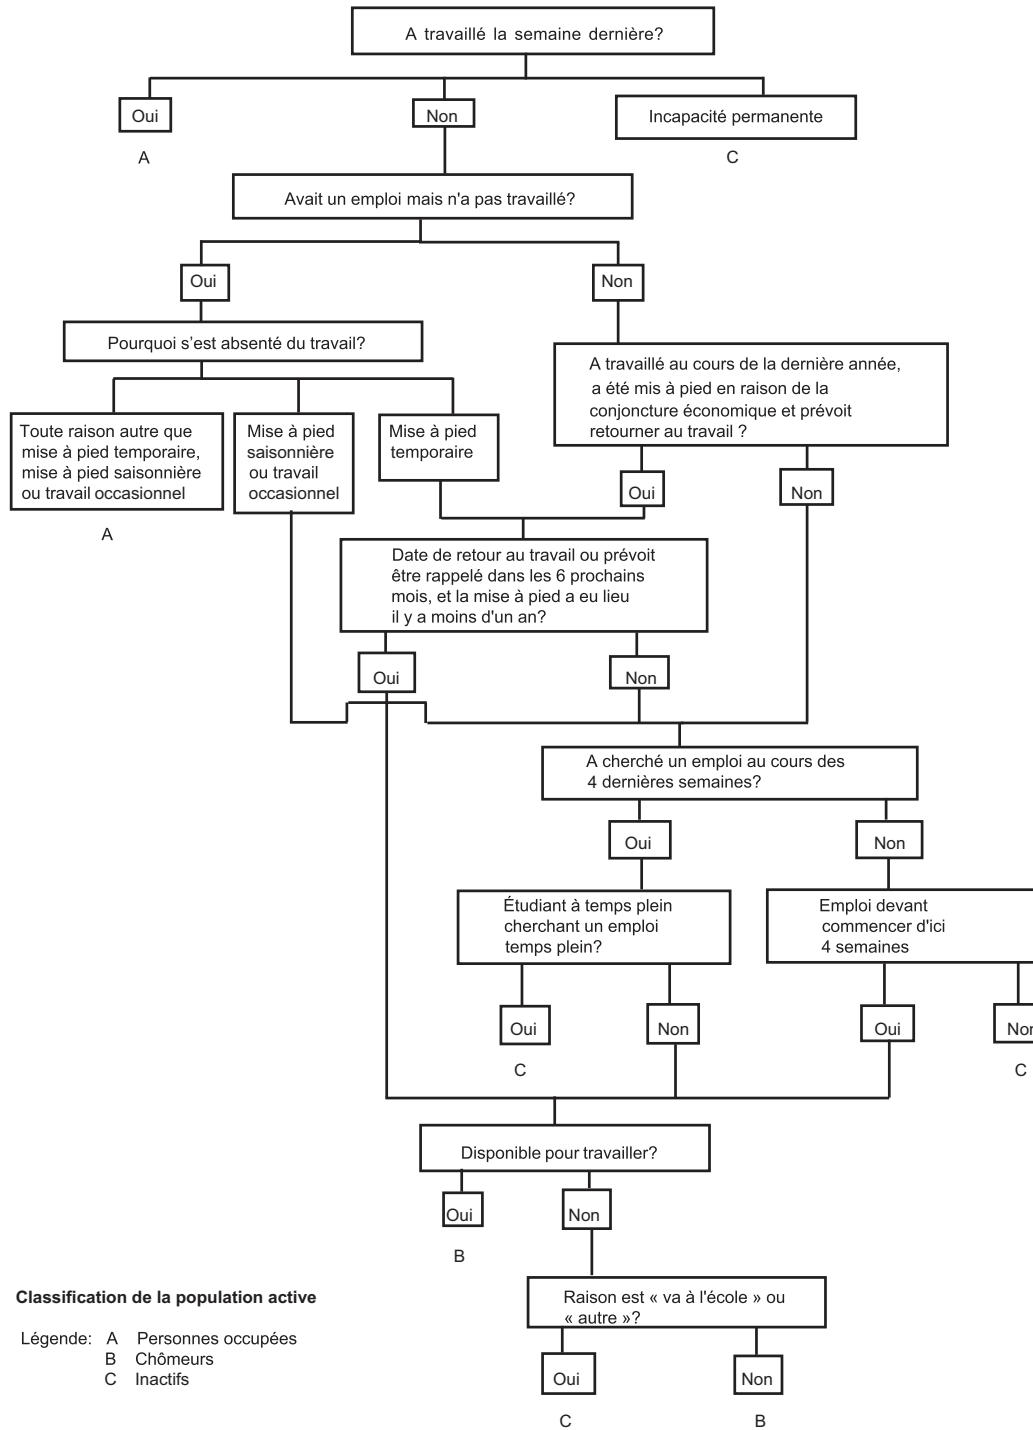 A travaillé la semaine dernière?
Oui
Non
Incapacité permanente
A
C
Avait un emploi mais n'a pas travaillé?
Oui
Non
Pourquoi s'est absenté du travail?
A travaillé au cours de la dernière année,
a été mis à pied en raison de la
conjoncture économique et prévoit
retourner au travail ?
Toute raison autre que
mise à pied temporaire,
mise à pied saisonnière
ou travail occasionnel
Mise à pied
saisonnière
ou travail
occasionnel
Mise à pied
temporaire
Oui
Non
A
Date de retour au travail ou prévoit
être rappelé dans les 6 prochains
mois, et la mise à pied a eu lieu
il y a moins d'un an?
Oui
Non
A cherché un emploi au cours des
4 dernières semaines?
Oui
Non
Étudiant à temps plein
cherchant un emploi
temps plein?
Emploi devant
commencer d'ici
4 semaines
Oui
Non
Oui
C
C
Disponible pour travailler?
Oui
Non
B
Raison est « va à l'école » ou
« autre »?
Oui
Non
C
B
Classification de la population active
Légende: A Personnes occupées
B Chômeurs
C Inactifs